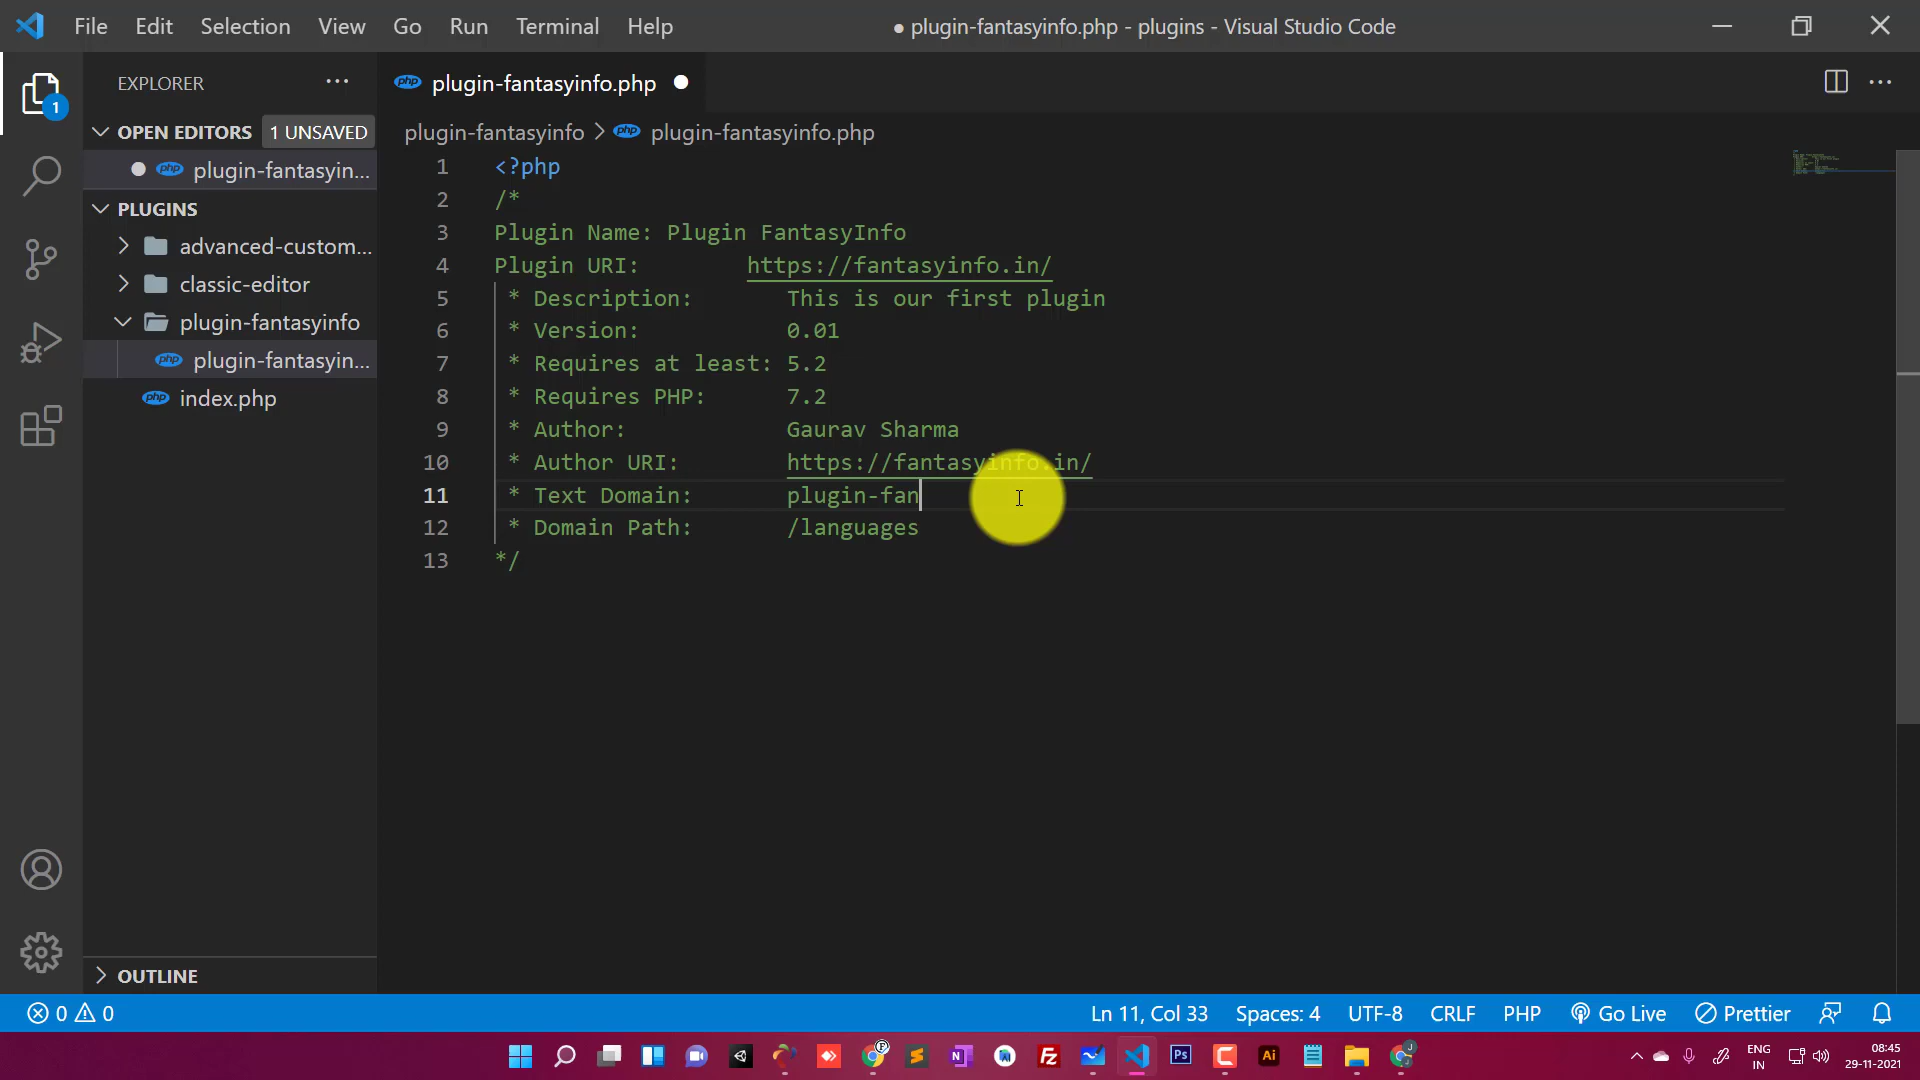 File Edit Selection View Go Run Terminal Help
● plugin-fantasyinfo.php - plugins - Visual Studio Code
EXPLORER
plugin-fantasyinfo.php
OPEN EDITORS 1 UNSAVED
plugin-fantasyinfo > plugin-fantasyinfo.php
plugin-fantasyin...
PLUGINS
advanced-custom...
classic-editor
plugin-fantasyinfo
plugin-fantasyin...
index.php
OUTLINE
1 <?php
2 /*
3 Plugin Name: Plugin FantasyInfo
4 Plugin URI: https://fantasyinfo.in/
5 * Description: This is our first plugin
6 * Version: 0.01
7 * Requires at least: 5.2
8 * Requires PHP: 7.2
9 * Author: Gaurav Sharma
10 * Author URI: https://fantasyinfo.in/
11 * Text Domain: plugin-fan
12 * Domain Path: /languages
13 */
0 0 Ln 11, Col 33 Spaces: 4 UTF-8 CRLF PHP Go Live Prettier
ENG
IN
08:45
29-11-2021